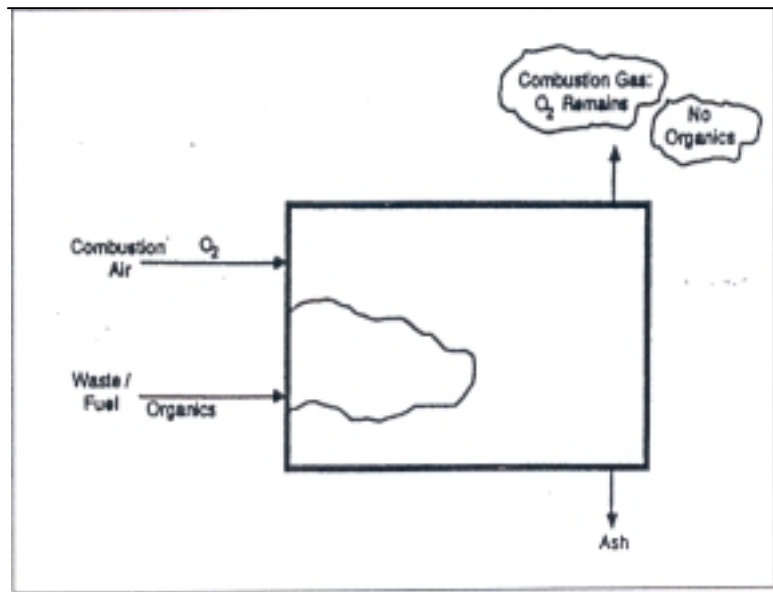 Combustion Gas:
O₂ Remains
No
Organics
Combustion O₂
Air
Waste /
Fuel
Organics
Ash